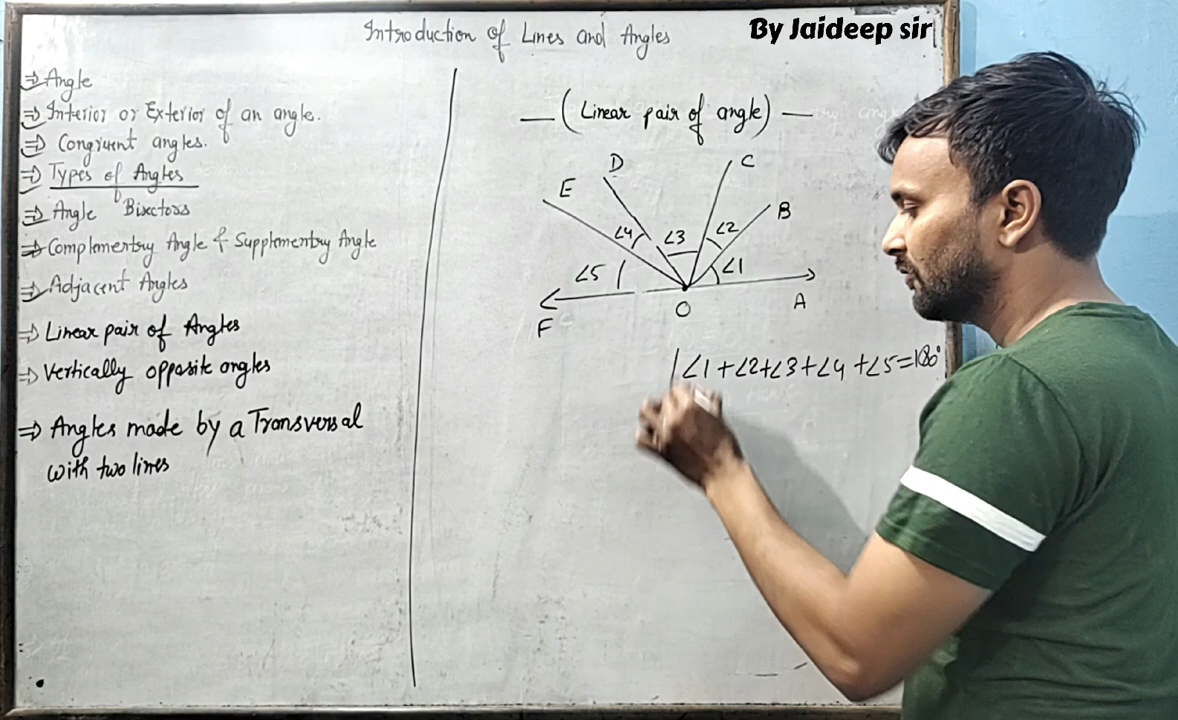 Introduction of Lines and Angles
By Jaideep sir
⇒ Angle
⇒ Interior or Exterior of an angle.
⇒ Congruent angles.
⇒ Types of Angles
⇒ Angle Bisectors
⇒ Complementry Angle & Supplementry Angle
⇒ Adjacent Angles
⇒ Linear pair of Angles
⇒ Vertically opposite angles
⇒ Angles made by a Transversal
with two lines
— (Linear pair of angle) —
D C
E B
∠4 ∠3 ∠2
∠5 ∠1
F O A
∠1+∠2+∠3+∠4+∠5=180°